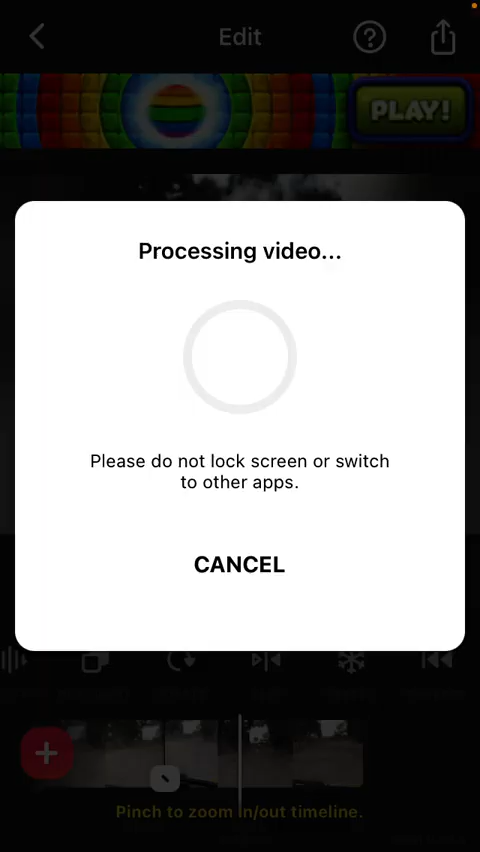 Edit
PLAY!
Processing video...
Please do not lock screen or switch
to other apps.
CANCEL
Pinch to zoom in/out timeline.